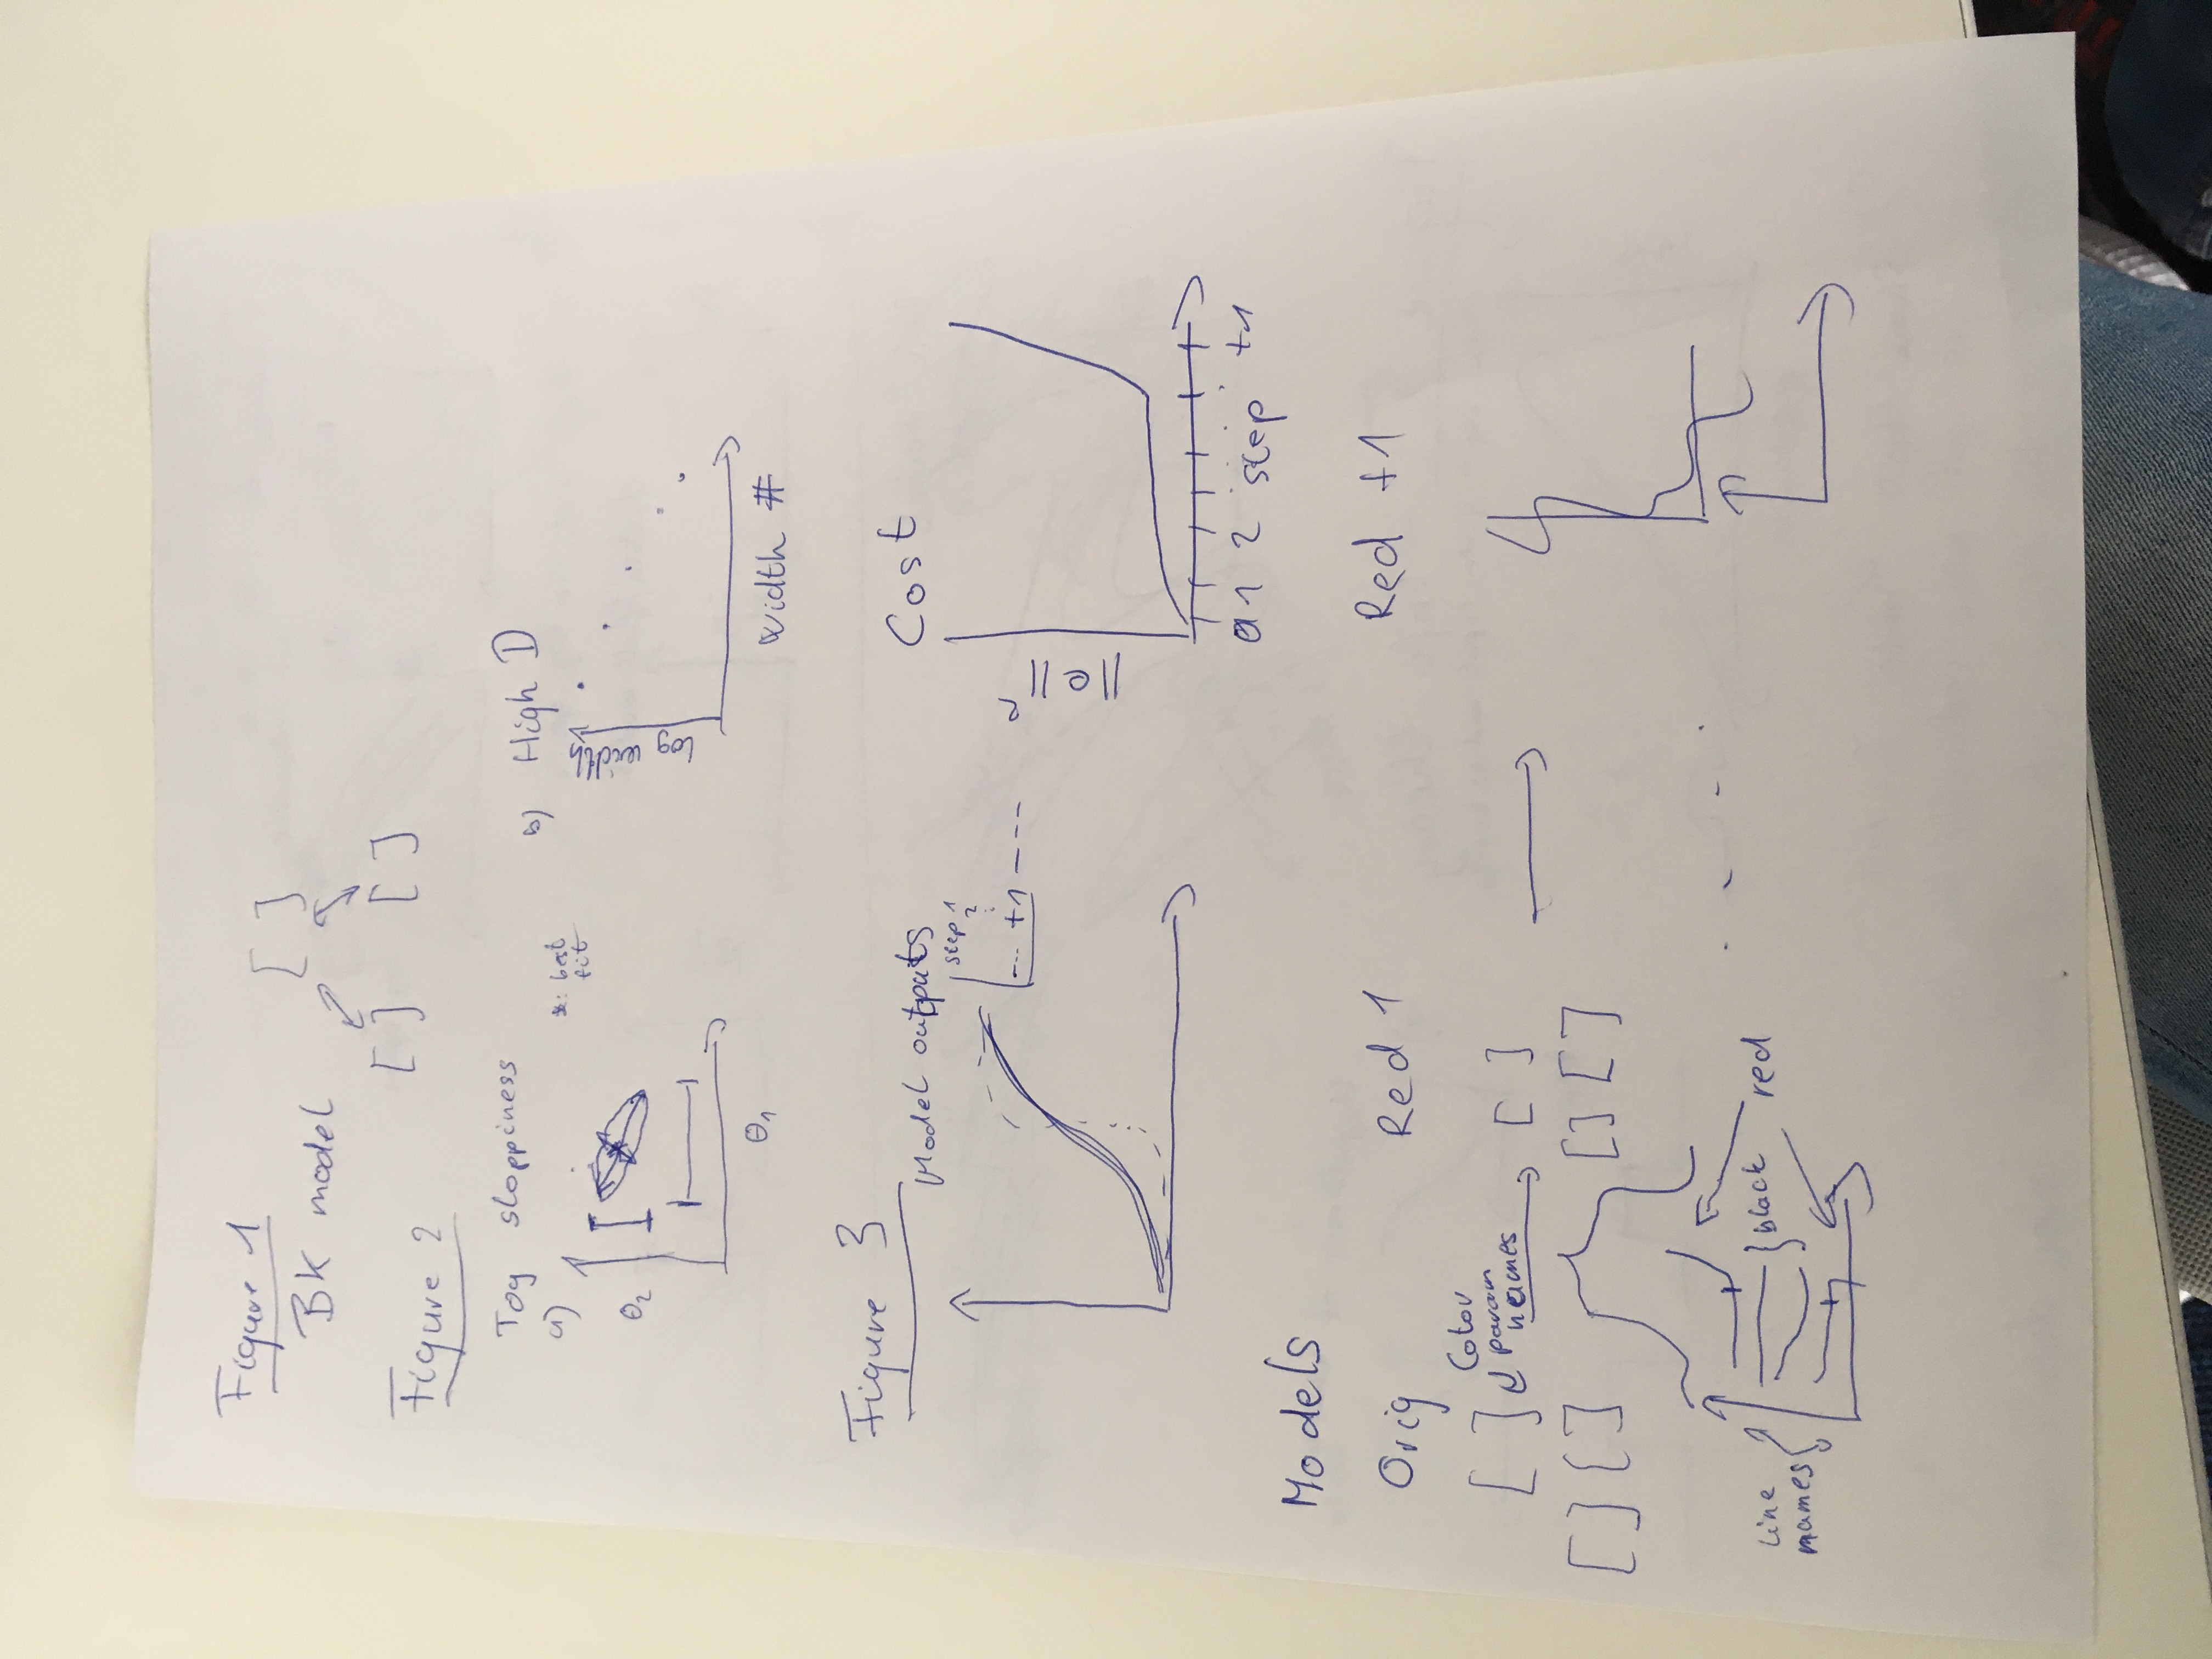 Figure 1
BK model
[ ]
[ ] [ ]
Figure 2
Toy sloppiness
a)
*: best
fit
θ2
θ1
b) High D
log width
Width #
Figure 3
Model outputs
step 1
2
:
--- +1 ---
Cost
||e||²
0 1 2 step +1
Models
Orig Red 1 Red +1
[ ] Color
param
names
[ ]
[ ] [ ] [ ] [ ]
line
names
black
red